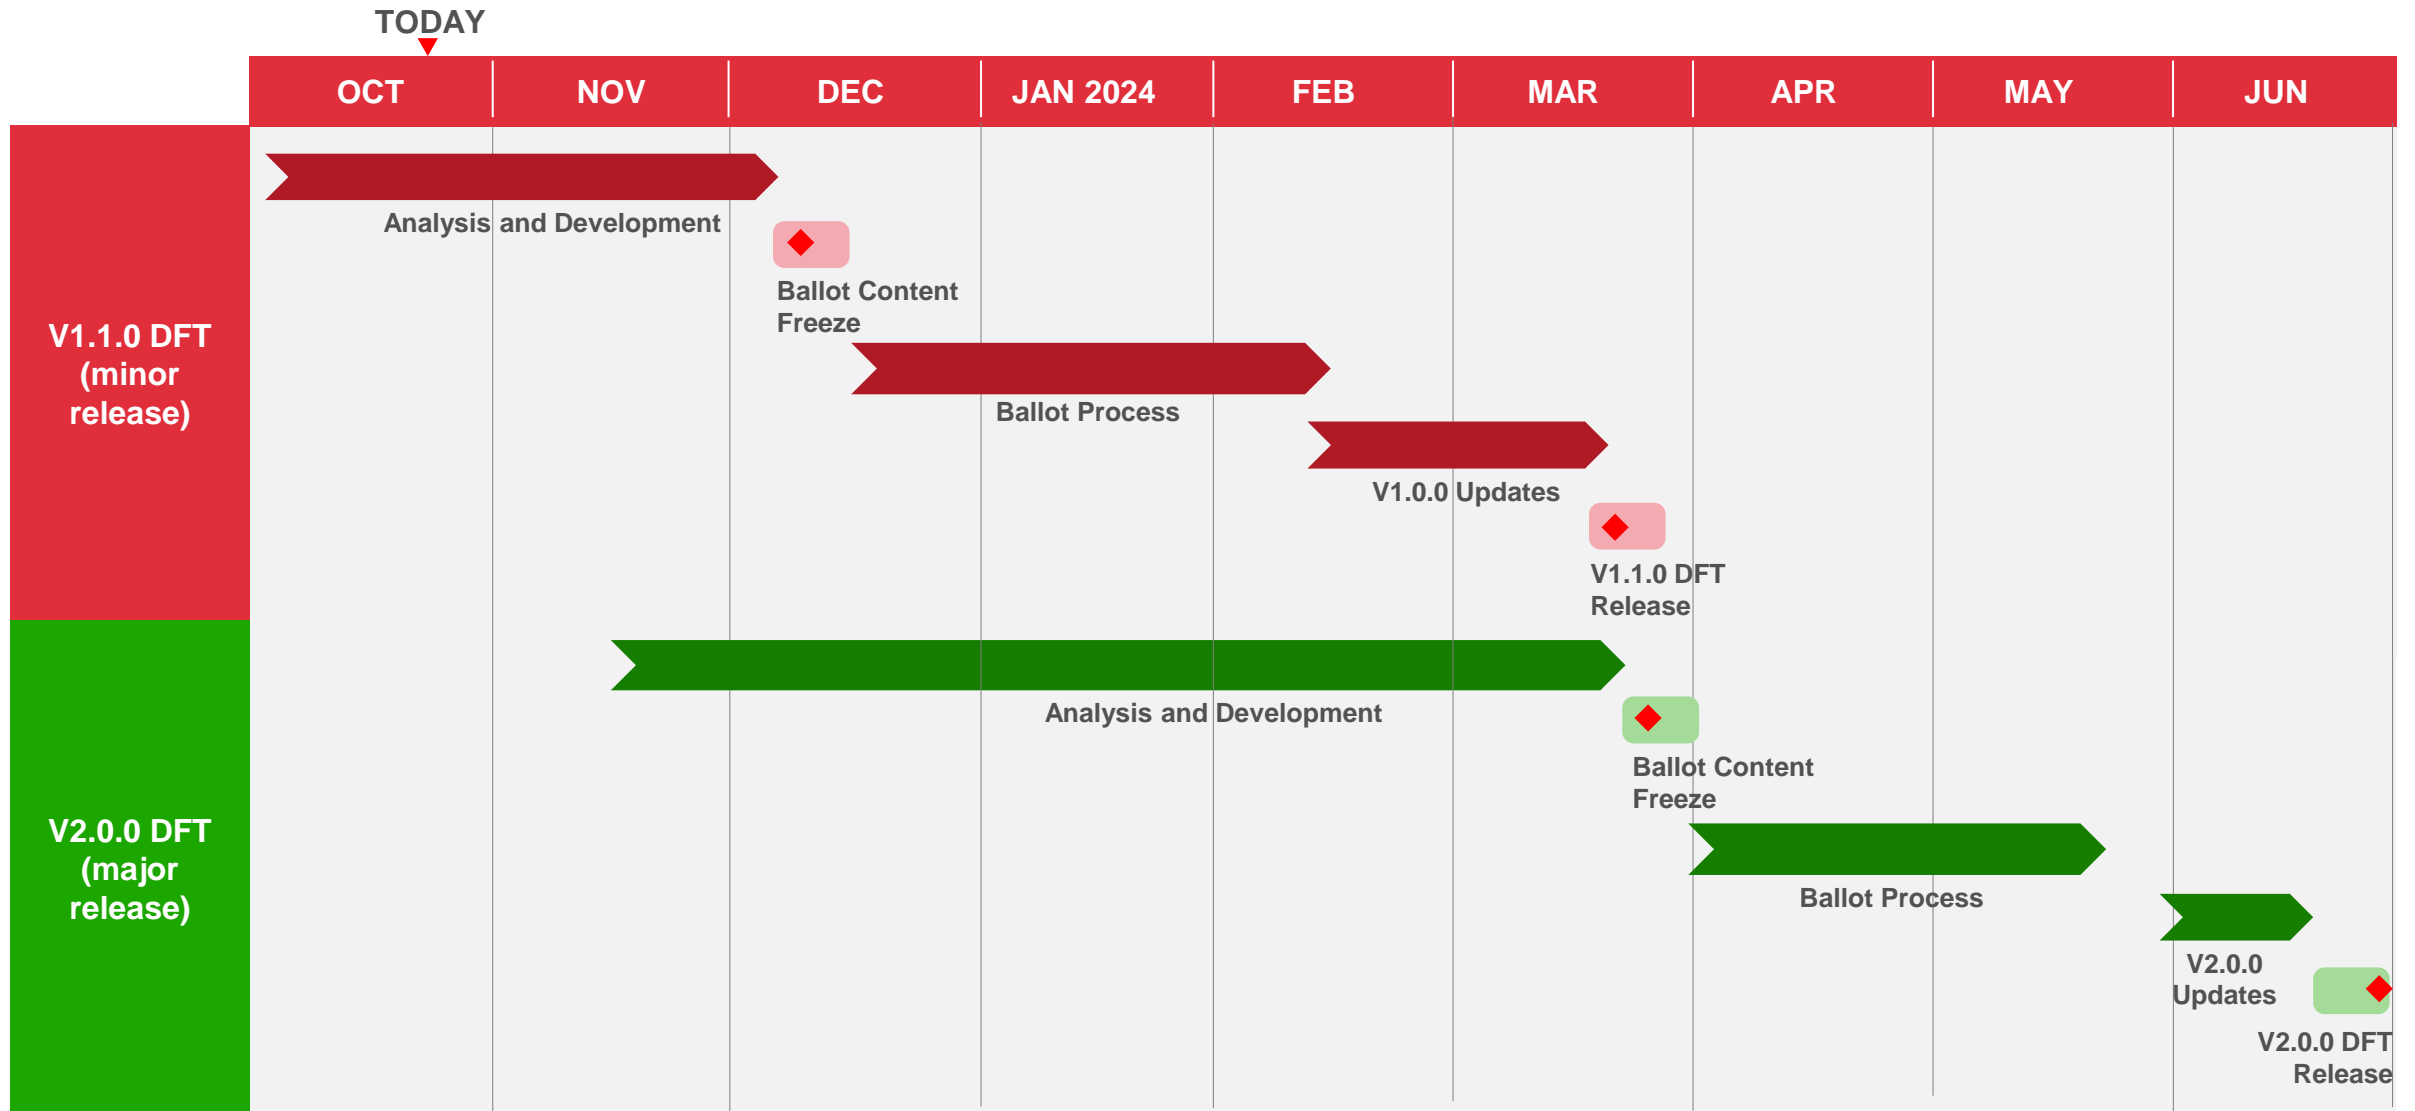 TODAY
OCT NOV DEC JAN 2024 FEB MAR APR MAY JUN
V1.1.0 DFT
(minor
release)
Analysis and Development
Ballot Content
Freeze
Ballot Process
V1.0.0 Updates
V1.1.0 DFT
Release
V2.0.0 DFT
(major
release)
Analysis and Development
Ballot Content
Freeze
Ballot Process
V2.0.0
Updates
V2.0.0 DFT
Release